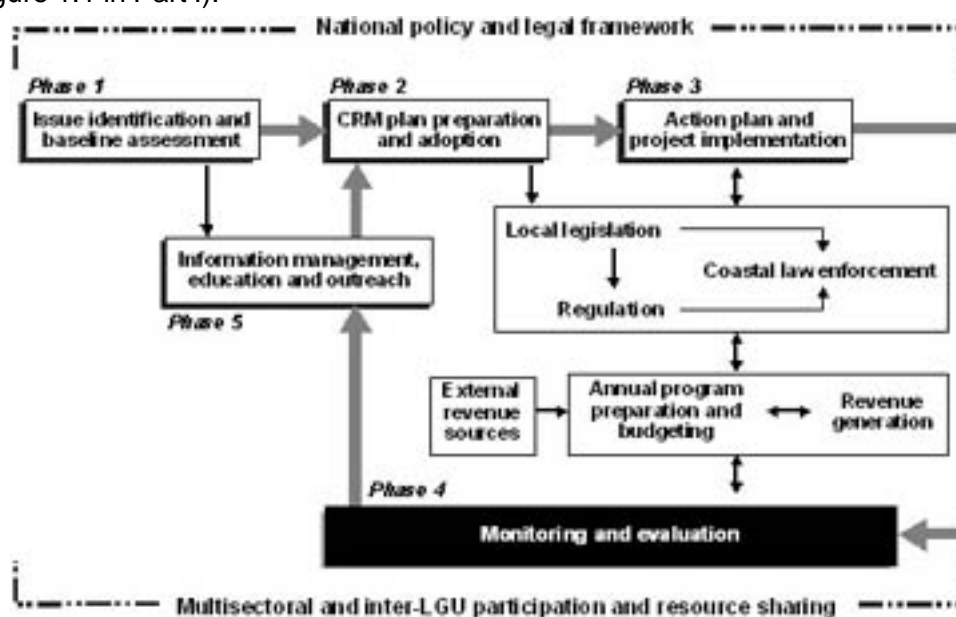 National policy and legal framework
Phase 1
Phase 2
Phase 3
Issue identification and
baseline assessment
CRM plan preparation
and adoption
Action plan and
project implementation
Information management,
education and outreach
Phase 5
Local legislation
Coastal law enforcement
Regulation
External
revenue
sources
Annual program
preparation and
budgeting
Revenue
generation
Phase 4
Monitoring and evaluation
Multisectoral and inter-LGU participation and resource sharing